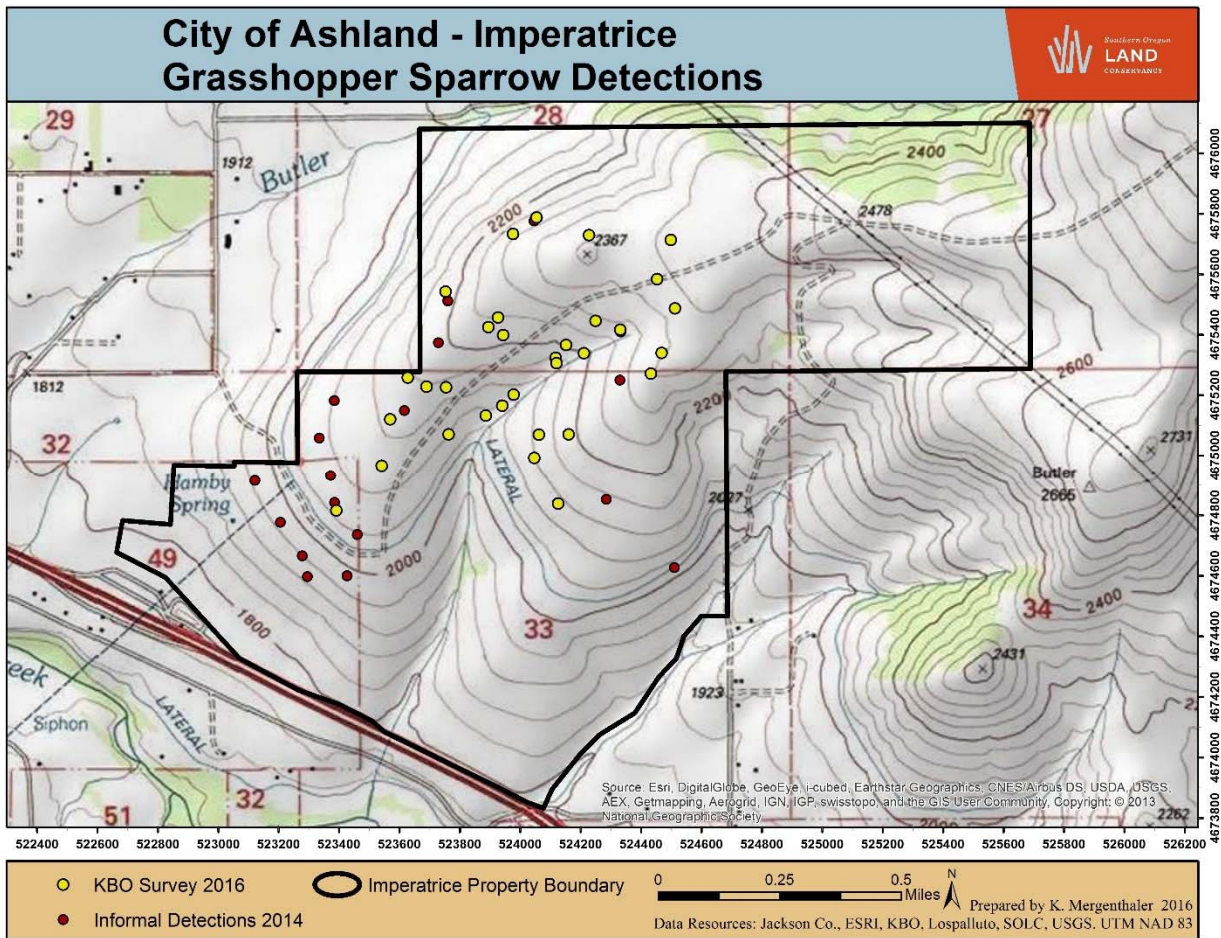 City of Ashland - Imperatrice
Grasshopper Sparrow Detections
Southern Oregon
LAND
CONSERVANCY
29
28
27
1912
Butler
2400
2200
2478
2367
1812
2600
2200
32
2731
Hamby
Spring
LATERAL
Butler
2665
2027
49
2000
1800
33
34
2400
2431
1923
reek
Siphon
LATERAL
32
51
2262
Source: Esri, DigitalGlobe, GeoEye, i-cubed, Earthstar Geographics, CNES/Airbus DS, USDA, USGS,
AEX, Getmapping, Aerogrid, IGN, IGP, swisstopo, and the GIS User Community, Copyright: © 2013
National Geographic Society
4676000
4675800
4675600
4675400
4675200
4675000
4674800
4674600
4674400
4674200
4674000
4673800
522400 522600 522800 523000 523200 523400 523600 523800 524000 524200 524400 524600 524800 525000 525200 525400 525600 525800 526000 526200
KBO Survey 2016
Imperatrice Property Boundary
Informal Detections 2014
0 0.25 0.5
Miles
N
Prepared by K. Mergenthaler 2016
Data Resources: Jackson Co., ESRI, KBO, Lospalluto, SOLC, USGS. UTM NAD 83